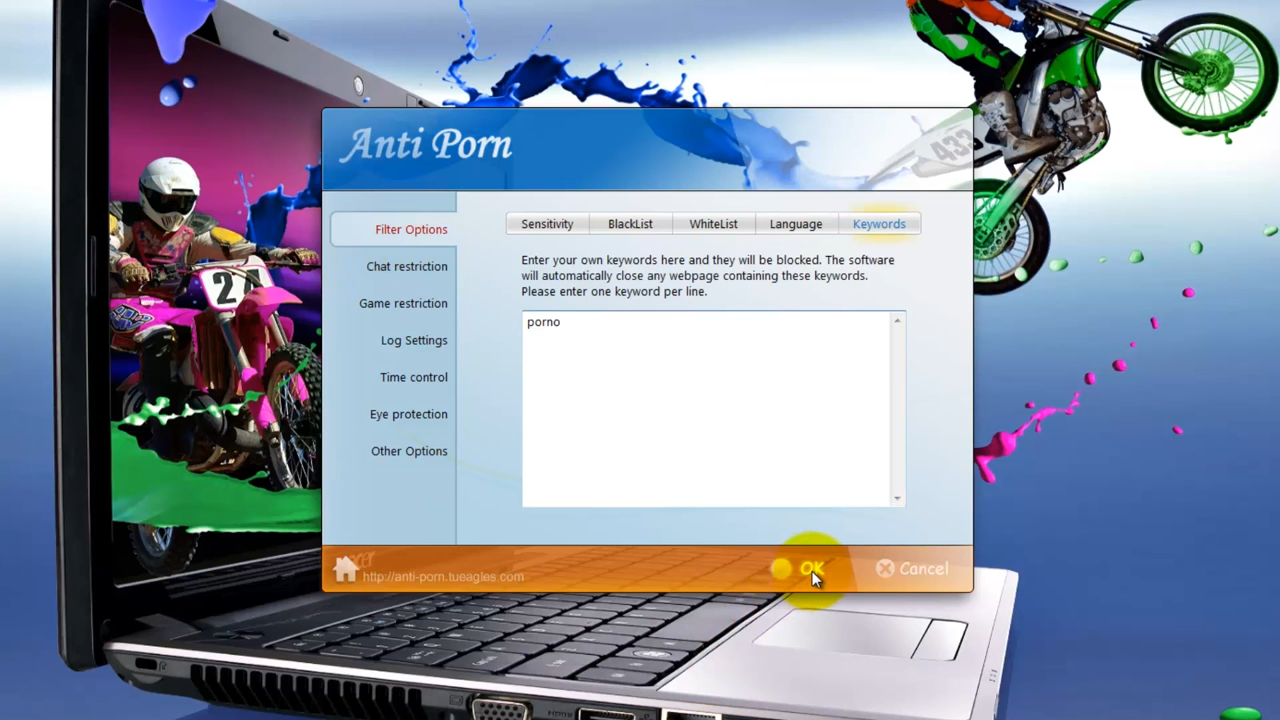 Anti Porn
433
27
Filter Options
Chat restriction
Game restriction
Log Settings
Time control
Eye protection
Other Options
Sensitivity
BlackList
WhiteList
Language
Keywords
Enter your own keywords here and they will be blocked. The software
will automatically close any webpage containing these keywords.
Please enter one keyword per line.
porno
http://anti-porn.tueagles.com
OK
Cancel